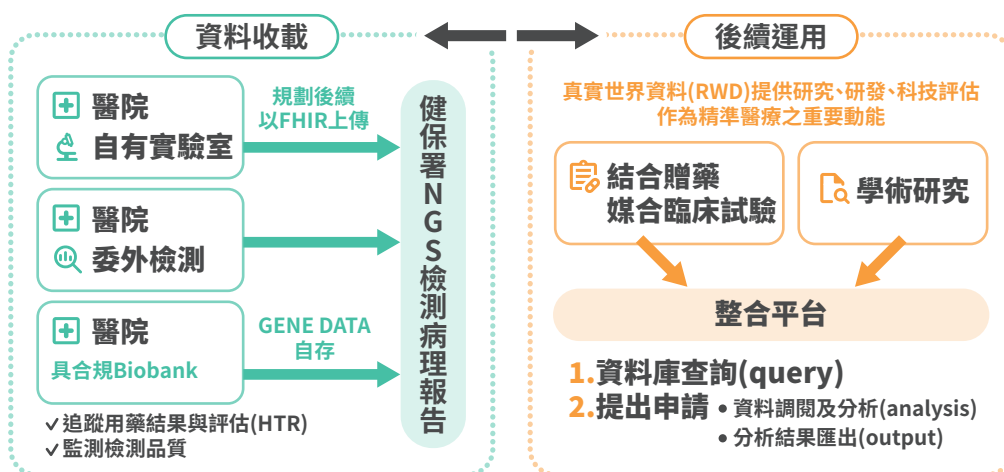 資料收載
醫院
自有實驗室
規劃後續
以FHIR上傳
醫院
委外檢測
醫院
具合規Biobank
GENE DATA
自存
健保署NGS檢測病理報告
✓追蹤用藥結果與評估(HTR)
✓監測檢測品質
後續運用
真實世界資料(RWD)提供研究、研發、科技評估
作為精準醫療之重要動能
結合贈藥
媒合臨床試驗
學術研究
整合平台
1.資料庫查詢(query)
2.提出申請 • 資料調閱及分析(analysis)
• 分析結果匯出(output)